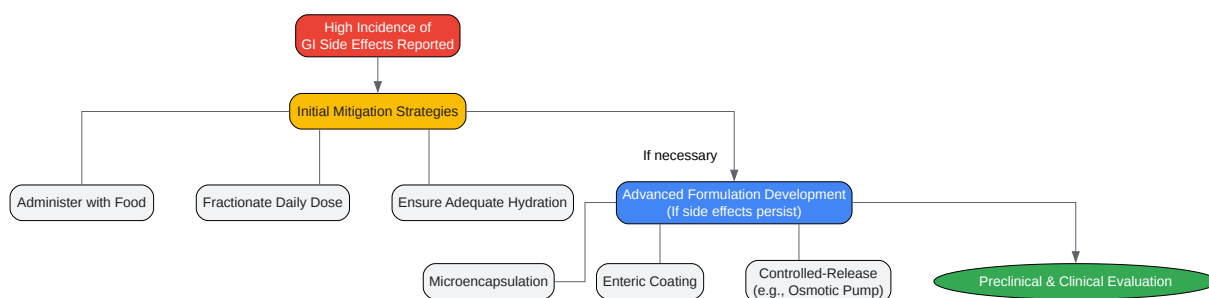 High Incidence of
GI Side Effects Reported
Initial Mitigation Strategies
If necessary
Administer with Food
Fractionate Daily Dose
Ensure Adequate Hydration
Advanced Formulation Development
(If side effects persist)
Microencapsulation
Enteric Coating
Controlled-Release
(e.g., Osmotic Pump)
Preclinical & Clinical Evaluation